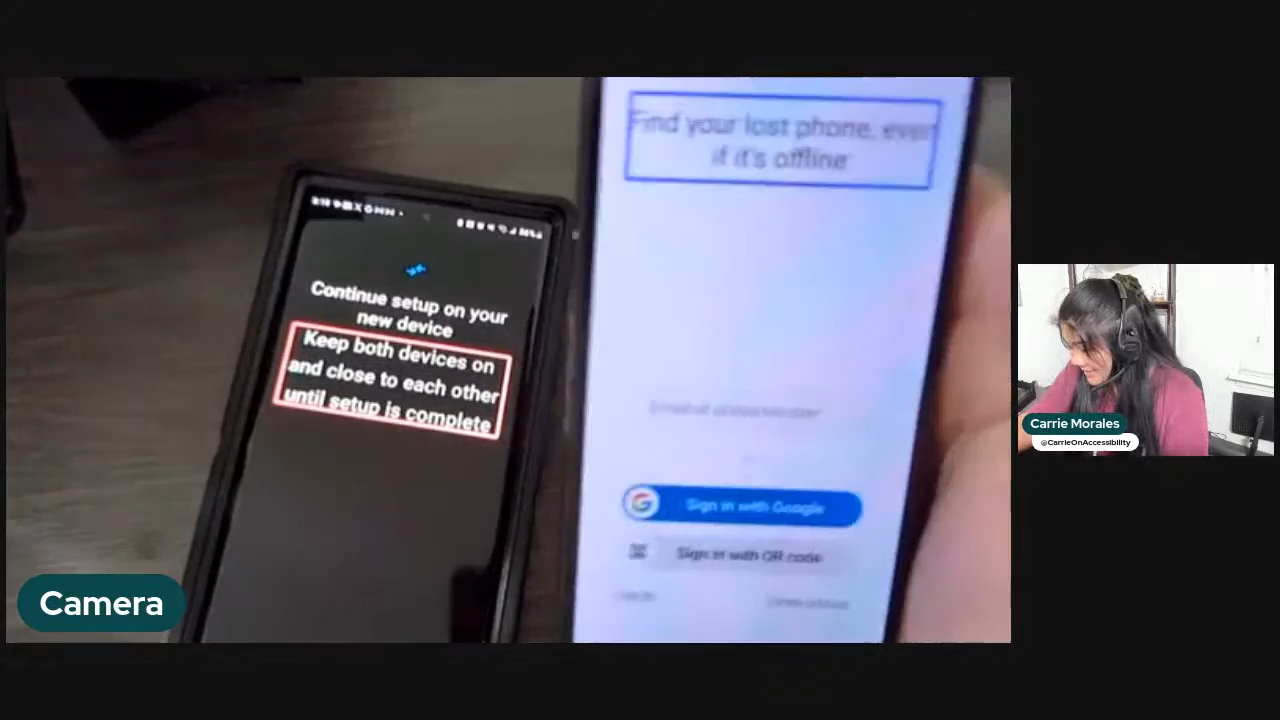 Continue setup on your
new device
Keep both devices on
and close to each other
until setup is complete
Find your lost phone, even
if it's offline
Sign in with Google
Sign in with QR code
Camera
Carrie Morales
@CarrieOnAccessibility